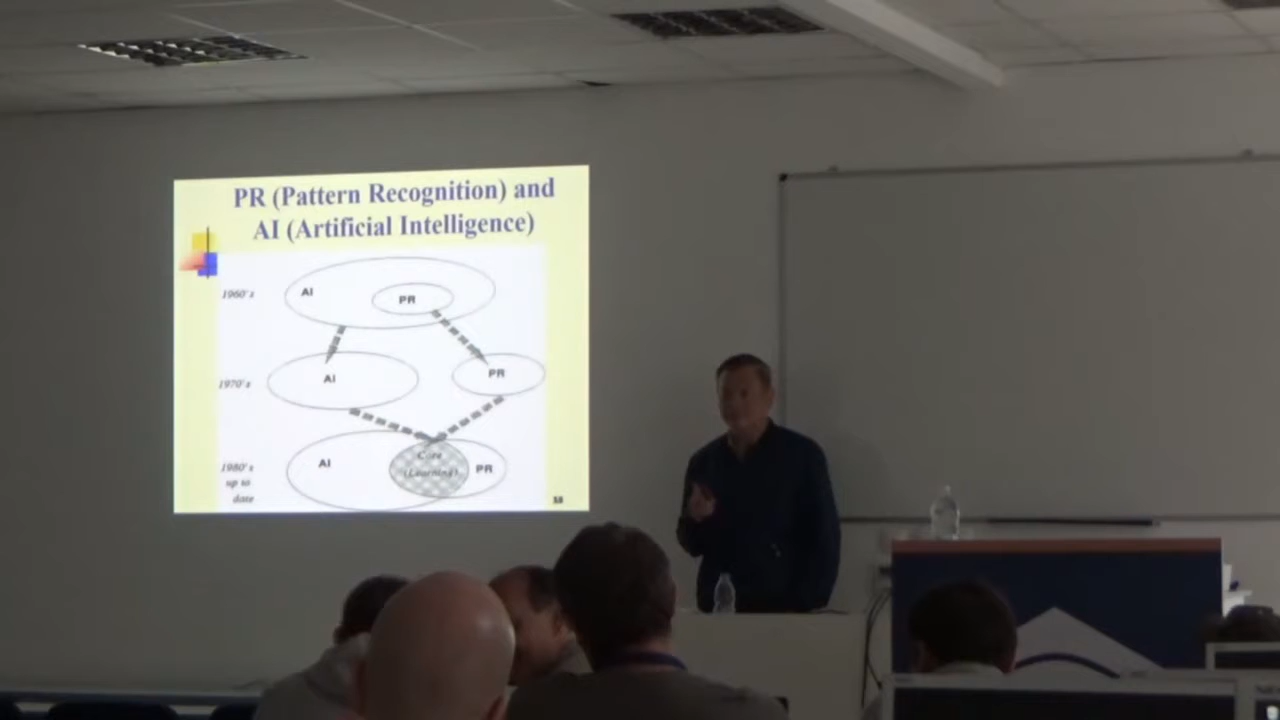 PR (Pattern Recognition) and
AI (Artificial Intelligence)
1960's
AI
PR
1970's
AI
PR
1980's
up to
date
AI
Core
(Learning)
PR